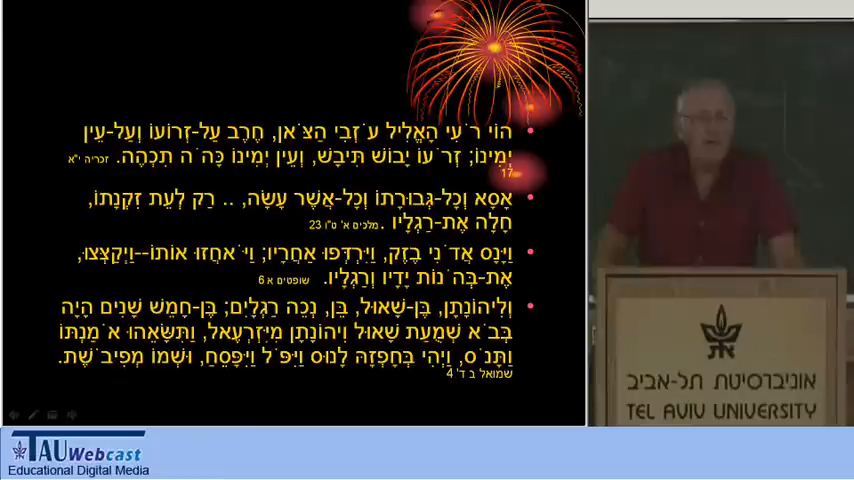 הוֹי רֹעִי הָאֱלִיל עֹזְבִי הַצֹּאן, חֶרֶב עַל-זְרוֹעוֹ וְעַל-עֵין
יְמִינוֹ; זְרֹעוֹ יָבוֹשׁ תִּיבָשׁ, וְעֵין יְמִינוֹ כָּהֹה תִכְהֶה. זכריה י"א
17
אָסָא וְכָל-גְּבוּרָתוֹ וְכָל-אֲשֶׁר עָשָׂה, .. רַק לְעֵת זִקְנָתוֹ,
חָלָה אֶת-רַגְלָיו .מלכים א' ט"ו 23
וַיָּנָס אֲדֹנִי בֶזֶק, וַיִּרְדְּפוּ אַחֲרָיו; וַיֹּאחֲזוּ אוֹתוֹ--וַיְקַצְּצוּ,
אֶת-בְּהֹנוֹת יָדָיו וְרַגְלָיו. שופטים א 6
וְלִיהוֹנָתָן, בֶּן-שָׁאוּל, בֵּן, נְכֵה רַגְלָיִם; בֶּן-חָמֵשׁ שָׁנִים הָיָה
בְּבֹא שְׁמֻעַת שָׁאוּל וִיהוֹנָתָן מִיִּזְרְעֶאל, וַתִּשָּׂאֵהוּ אֹמַנְתּוֹ
וַתָּנֹס, וַיְהִי בְּחָפְזָהּ לָנוּס וַיִּפֹּל וַיִּפָּסֵחַ, וּשְׁמוֹ מְפִיבֹשֶׁת.
שמואל ב ד' 4
אוניברסיטת תל-אביב
TEL AVIV UNIVERSITY
TAU Webcast
Educational Digital Media